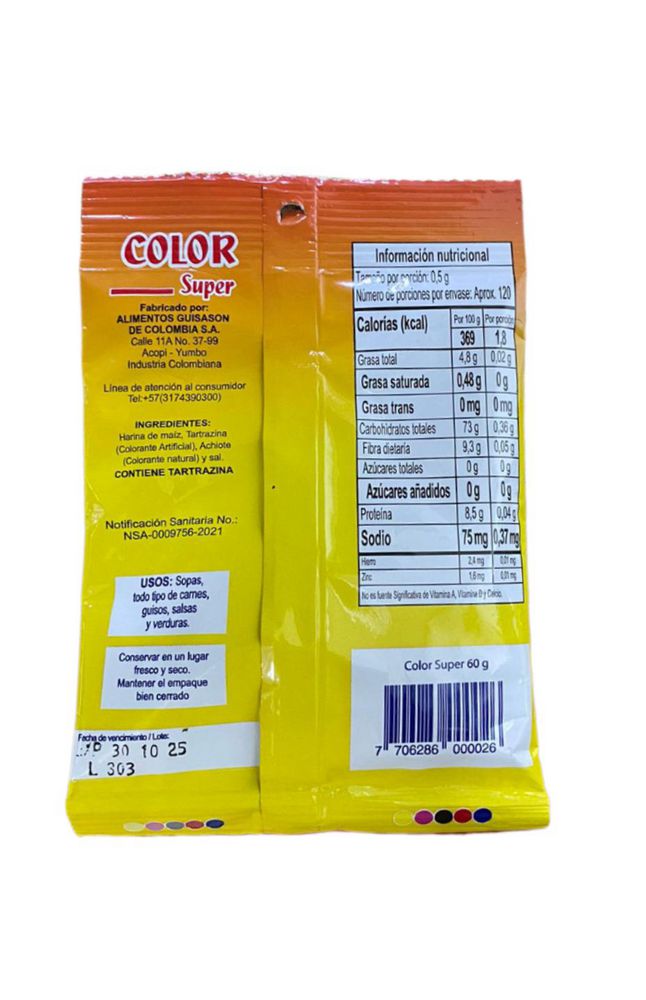 COLOR
Super
Fabricado por:
ALIMENTOS GUISASON
DE COLOMBIA S.A.
Calle 11A No. 37-99
Acopi - Yumbo
Industria Colombiana
Línea de atención al consumidor
Tel:+57(3174390300)
INGREDIENTES:
Harina de maíz, Tartrazina
(Colorante Artificial), Achiote
(Colorante natural) y sal.
CONTIENE TARTRAZINA
Notificación Sanitaria No.:
NSA-0009756-2021
USOS: Sopas,
todo tipo de carnes,
guisos, salsas
y verduras.
Conservar en un lugar
fresco y seco.
Mantener el empaque
bien cerrado
Fecha de vencimiento / Lote:
30 10 25
L 303
Información nutricional
Tamaño por porción: 0,5 g
Número de porciones por envase: Aprox. 120
Calorías (kcal) Por 100 g Por porción
369 1,8
Grasa total 4,8 g 0,02 g
Grasa saturada 0,48 g 0 g
Grasa trans 0 mg 0 mg
Carbohidratos totales 73 g 0,36 g
Fibra dietaria 9,3 g 0,05 g
Azúcares totales 0 g 0 g
Azúcares añadidos 0 g 0 g
Proteína 8,5 g 0,04 g
Sodio 75 mg 0,37 mg
Hierro 2,4 mg 0,01 mg
Zinc 1,6 mg 0,01 mg
No es fuente Significativa de Vitamina A, Vitamina D y Calcio.
Color Super 60 g
7 706286 000026